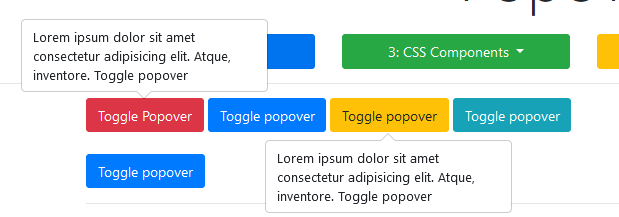 Lorem ipsum dolor sit amet
consectetur adipisicing elit. Atque,
inventore. Toggle popover
3: CSS Components
Toggle Popover
Toggle popover
Toggle popover
Toggle popover
Toggle popover
Lorem ipsum dolor sit amet
consectetur adipisicing elit. Atque,
inventore. Toggle popover